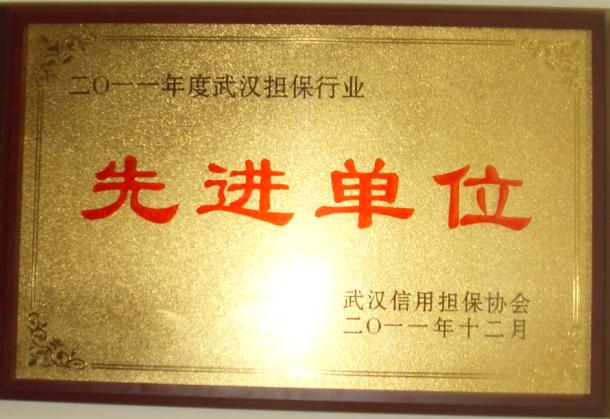 二〇一一年度武汉担保行业
先进单位
武汉信用担保协会
二〇一一年十二月